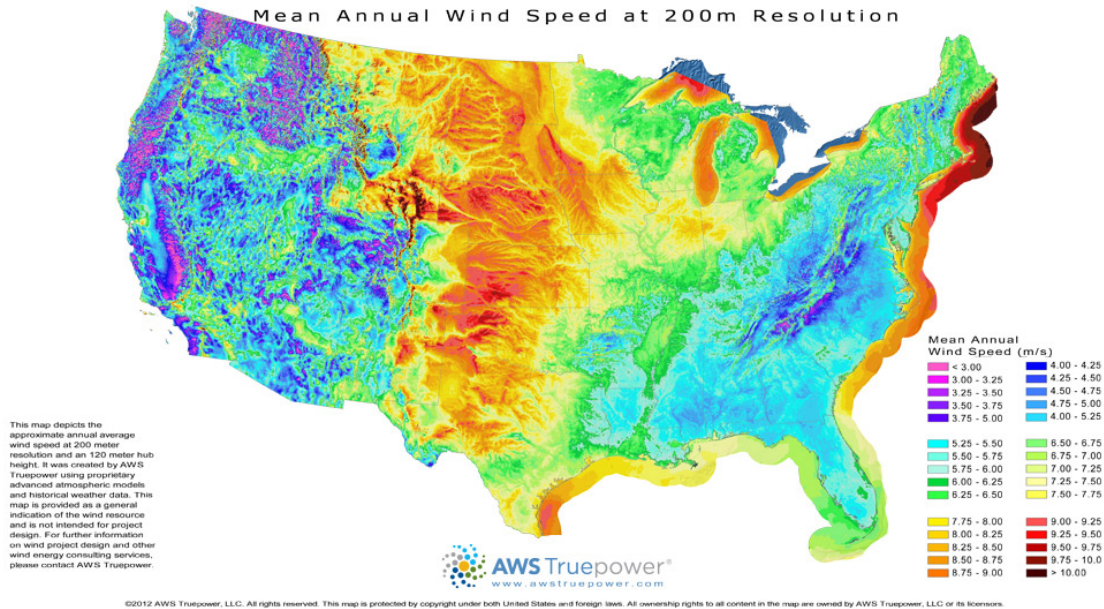 Mean Annual Wind Speed at 200m Resolution
Mean Annual
Wind Speed (m/s)
< 3.00
3.00 - 3.25
3.25 - 3.50
3.50 - 3.75
3.75 - 5.00
4.00 - 4.25
4.25 - 4.50
4.50 - 4.75
4.75 - 5.00
4.00 - 5.25
5.25 - 5.50
5.50 - 5.75
5.75 - 6.00
6.00 - 6.25
6.25 - 6.50
6.50 - 6.75
6.75 - 7.00
7.00 - 7.25
7.25 - 7.50
7.50 - 7.75
7.75 - 8.00
8.00 - 8.25
8.25 - 8.50
8.50 - 8.75
8.75 - 9.00
9.00 - 9.25
9.25 - 9.50
9.50 - 9.75
9.75 - 10.0
> 10.00
This map depicts the
approximate annual average
wind speed at 200 meter
resolution and an 120 meter hub
height. It was created by AWS
Truepower using proprietary
advanced atmospheric models
and historical weather data. This
map is provided as a general
indication of the wind resource
and is not intended for project
design. For further information
on wind project design and other
wind energy consulting services,
please contact AWS Truepower.
AWS Truepower®
www.awstruepower.com
©2012 AWS Truepower, LLC. All rights reserved. This map is protected by copyright under both United States and foreign laws. All ownership rights to all content in the map are owned by AWS Truepower, LLC or its licensors.